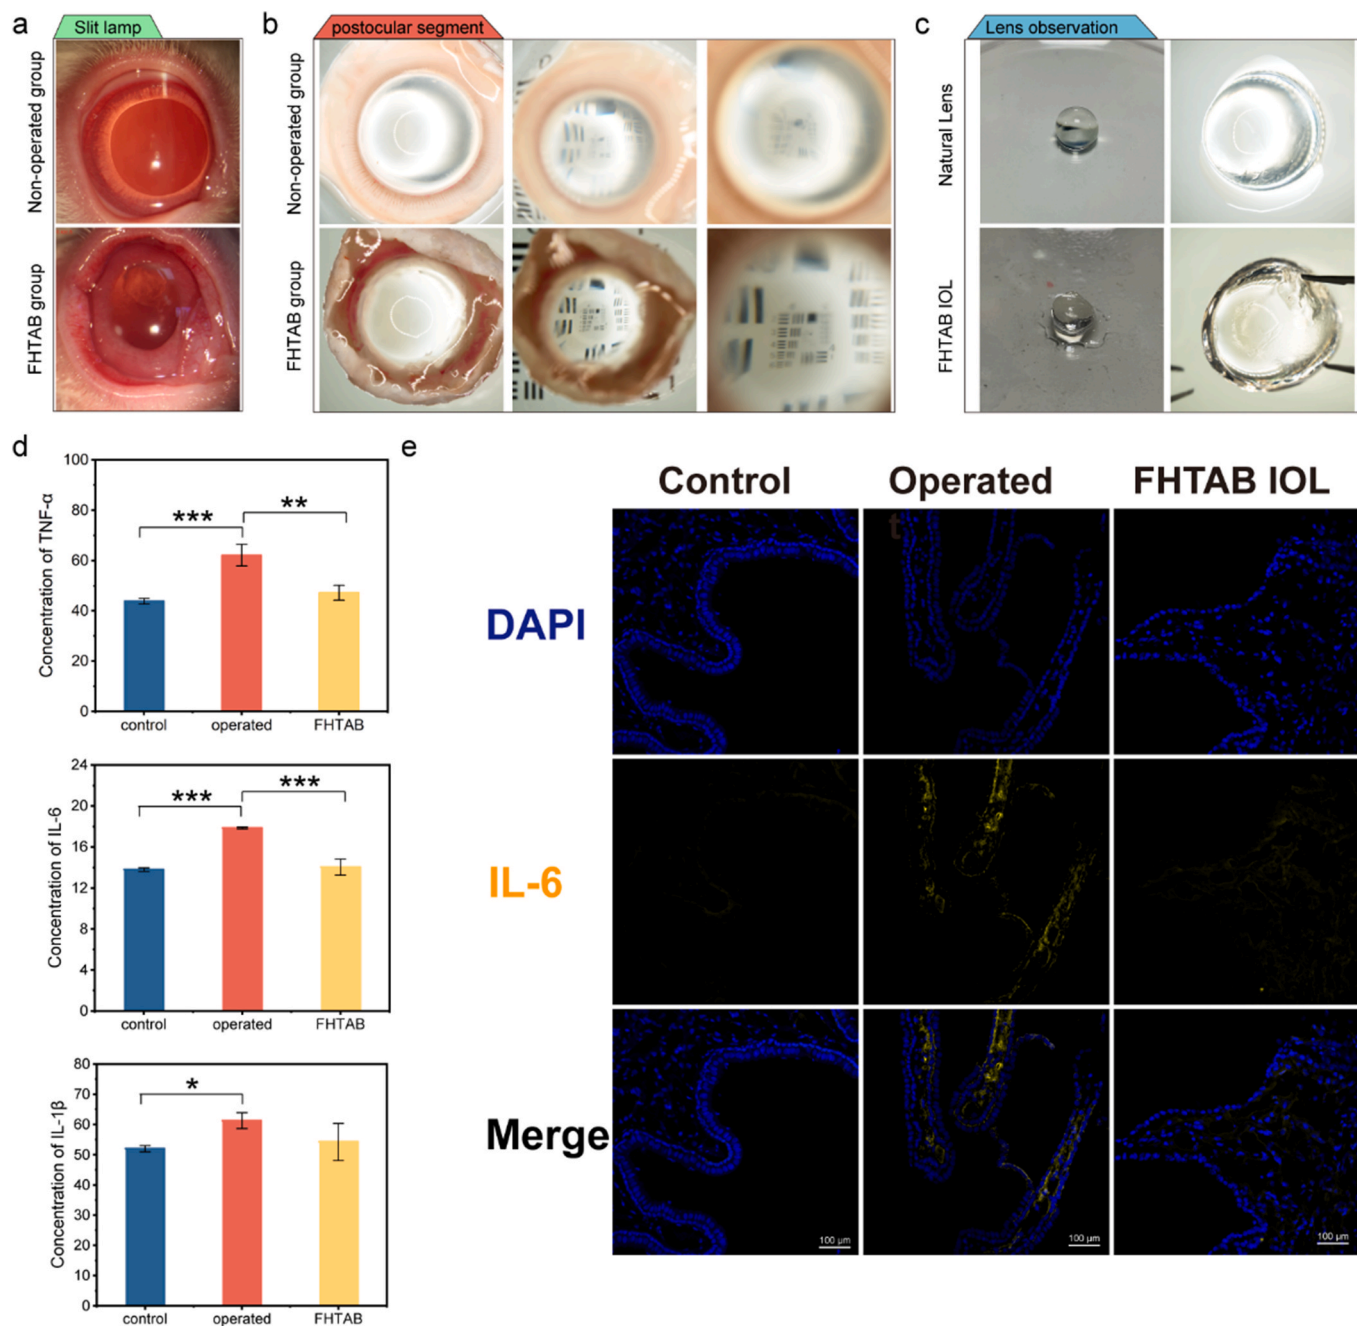 a
Slit lamp
Non-operated group
FHTAB group
b
postocular segment
Non-operated group
FHTAB group
c
Lens observation
Natural Lens
FHTAB IOL
d
Concentration of TNF-α
100
80
60
40
20
0
***
**
control
operated
FHTAB
Concentration of IL-6
24
20
16
12
8
4
0
***
***
control
operated
FHTAB
Concentration of IL-1β
80
70
60
50
40
30
20
10
0
*
control
operated
FHTAB
e
Control
Operated
FHTAB IOL
t
DAPI
IL-6
Merge
100 μm
100 μm
100 μm